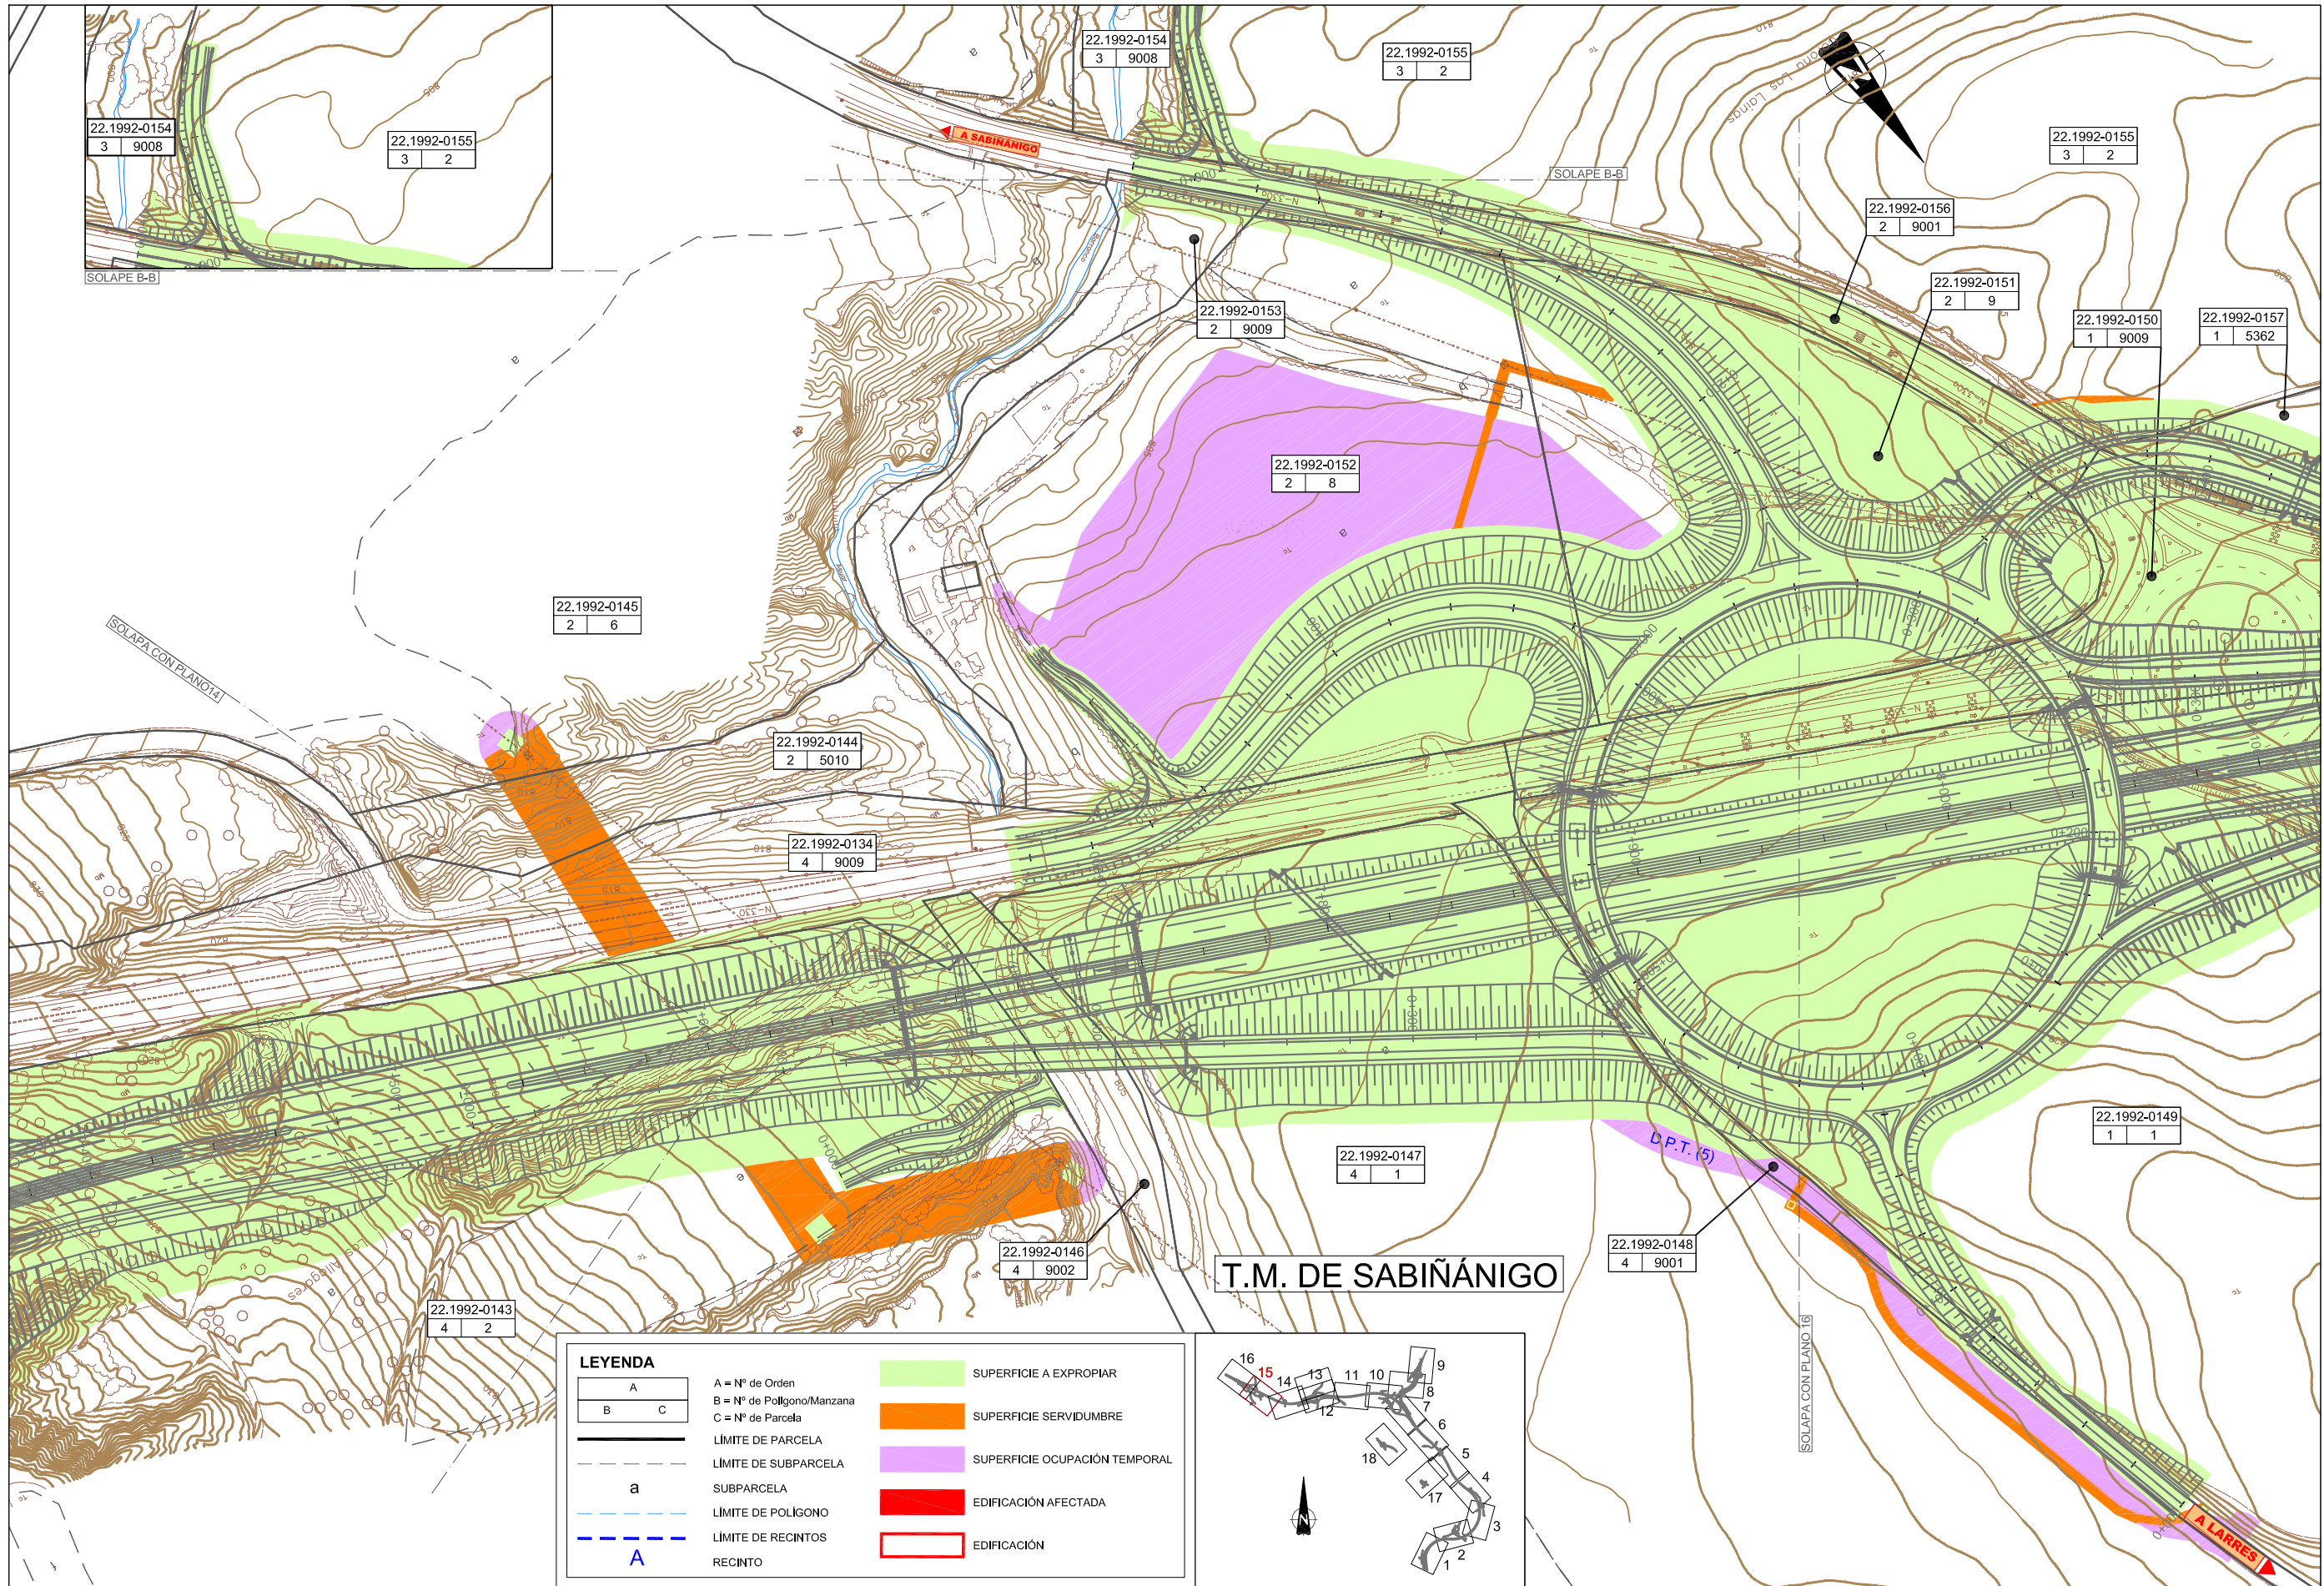 22.1992-0154
3 9008
22.1992-0155
3 2
SOLAPE B-B
22.1992-0154
3 9008
22.1992-0155
3 2
A SABIÑANIGO
SOLAPE B-B
22.1992-0155
3 2
22.1992-0156
2 9001
22.1992-0151
2 9
22.1992-0150
1 9009
22.1992-0157
1 5362
22.1992-0153
2 9009
22.1992-0152
2 8
22.1992-0145
2 6
SOLAPA CON PLANO14
22.1992-0144
2 5010
22.1992-0134
4 9009
N-330
22.1992-0149
1 1
22.1992-0147
4 1
D.P.T. (5)
22.1992-0146
4 9002
22.1992-0148
4 9001
T.M. DE SABIÑÁNIGO
22.1992-0143
4 2
SOLAPA CON PLANO 16
A LARRES
LEYENDA
A
B C
A = Nº de Orden
B = Nº de Polígono/Manzana
C = Nº de Parcela
LÍMITE DE PARCELA
LÍMITE DE SUBPARCELA
a SUBPARCELA
LÍMITE DE POLÍGONO
LÍMITE DE RECINTOS
A RECINTO
SUPERFICIE A EXPROPIAR
SUPERFICIE SERVIDUMBRE
SUPERFICIE OCUPACIÓN TEMPORAL
EDIFICACIÓN AFECTADA
EDIFICACIÓN
16
15
14
13
12
11
10
9
8
7
6
5
4
3
2
1
18
17
N